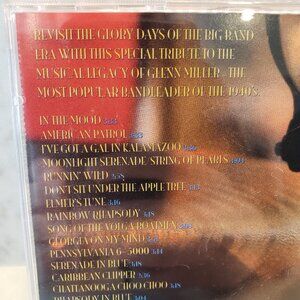 REVISIT THE GLORY DAYS OF THE BIG BAND
ERA WITH THIS SPECIAL TRIBUTE TO THE
MUSICAL LEGACY OF GLENN MILLER – THE
MOST POPULAR BANDLEADER OF THE 1940'S.
IN THE MOOD
AMERICAN PATROL
I'VE GOT A GAL IN KALAMAZOO
MOONLIGHT SERENADE/STRING OF PEARLS
RUNNIN' WILD
DON'T SIT UNDER THE APPLE TREE
ELMER'S TUNE 3:16
RAINBOW RHAPSODY
SONG OF THE VOLGA BOATMEN
GEORGIA ON MY MIND
PENNSYLVANIA 6-5000 3:14
SERENADE IN BLUE
CARIBBEAN CLIPPER
CHATTANOOGA CHOO CHOO
RHAPSODY IN BLUE